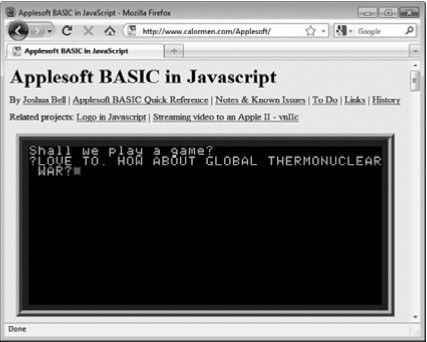 Applesoft BASIC in JavaScript - Mozilla Firefox
http://www.calormen.com/Applesoft/
Google
Applesoft BASIC in JavaScript
Applesoft BASIC in Javascript
By Joshua Bell | Applesoft BASIC Quick Reference | Notes & Known Issues | To Do | Links | History
Related projects: Logo in Javascript | Streaming video to an Apple II - vnIIc
Shall we play a game?
?LOVE TO. HOW ABOUT GLOBAL THERMONUCLEAR
WAR?
Done